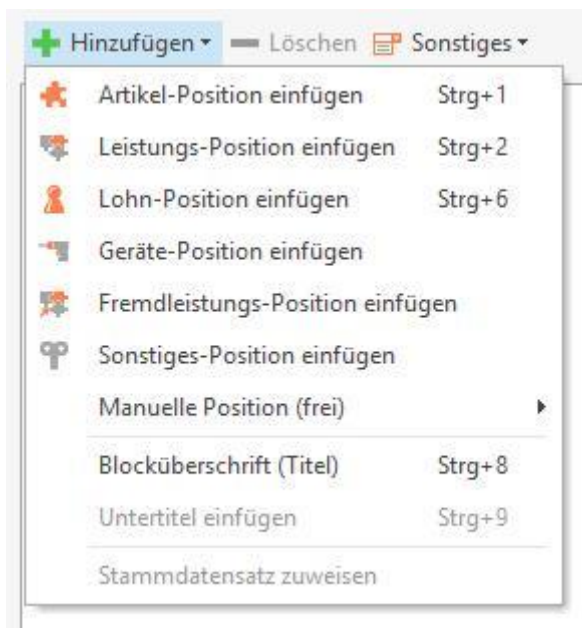 Hinzufügen Löschen Sonstiges
Artikel-Position einfügen Strg+1
Leistungs-Position einfügen Strg+2
Lohn-Position einfügen Strg+6
Geräte-Position einfügen
Fremdleistungs-Position einfügen
Sonstiges-Position einfügen
Manuelle Position (frei)
Blocküberschrift (Titel) Strg+8
Untertitel einfügen Strg+9
Stammdatensatz zuweisen